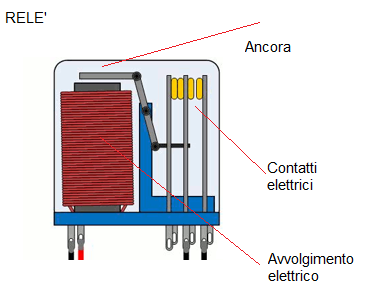 RELE'
Ancora
Contatti
elettrici
Avvolgimento
elettrico